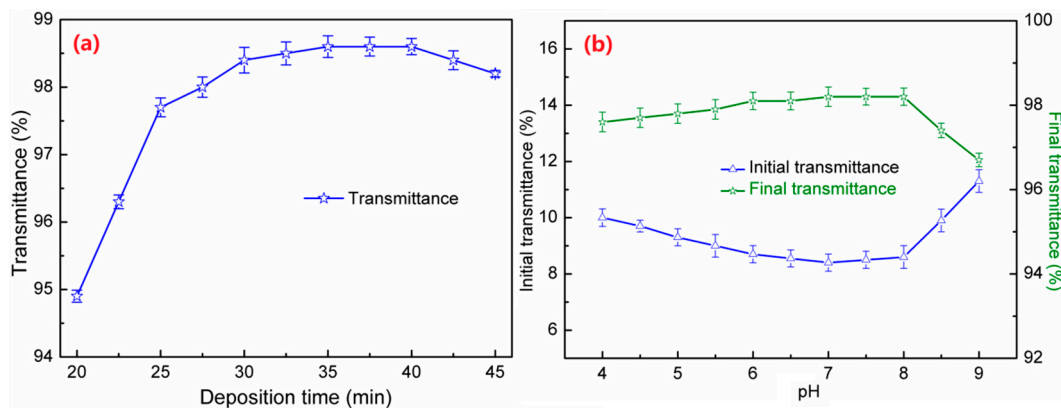 (a)
Transmittance (%)
99
98
97
96
95
94
Transmittance
20
25
30
35
40
45
Deposition time (min)
(b)
Initial transmittance (%)
16
14
12
10
8
6
Initial transmittance
Final transmittance
4
5
6
7
8
9
pH
100
98
96
94
92
Final transmittance (%)